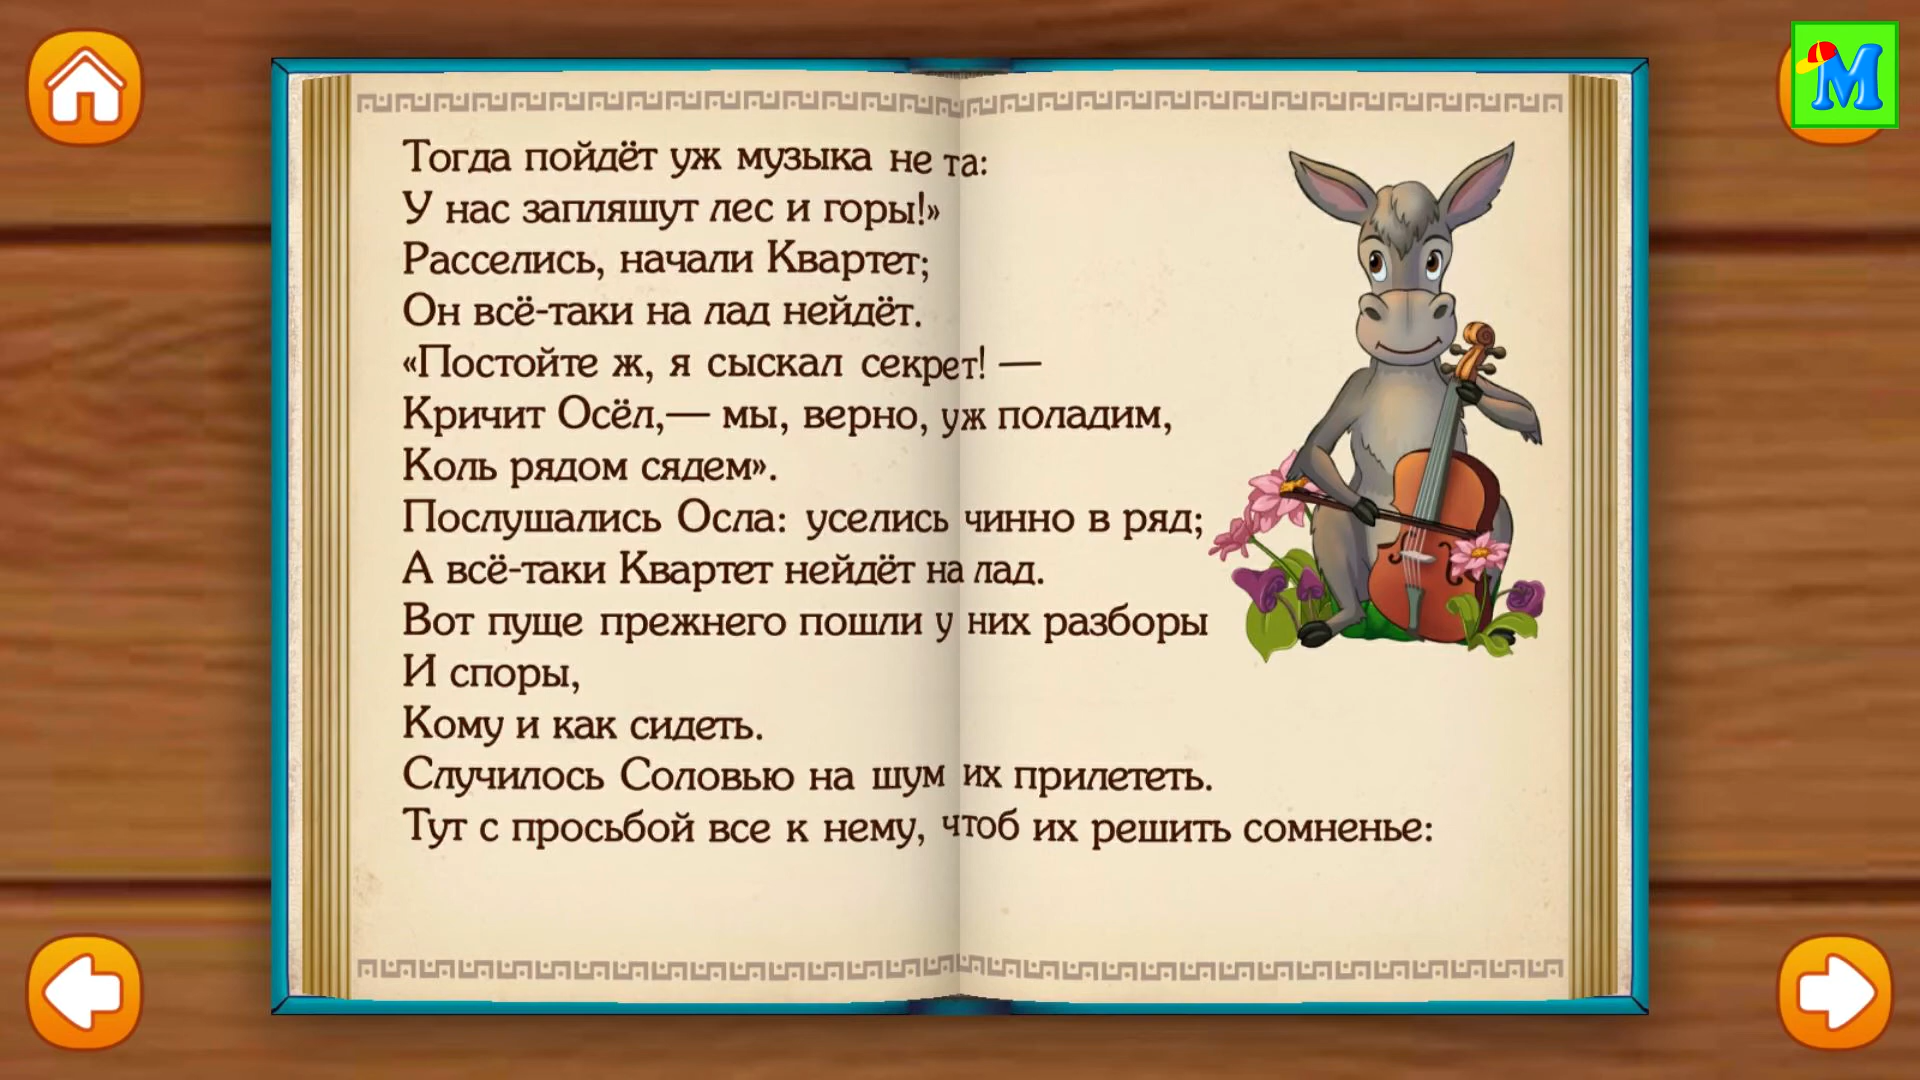 Тогда пойдёт уж музыка не та:
У нас запляшут лес и горы!»
Расселись, начали Квартет;
Он всё-таки на лад нейдёт.
«Постойте ж, я сыскал секрет! —
Кричит Осёл,— мы, верно, уж поладим,
Коль рядом сядем».
Послушались Осла: уселись чинно в ряд;
А всё-таки Квартет нейдёт на лад.
Вот пуще прежнего пошли у них разборы
И споры,
Кому и как сидеть.
Случилось Соловью на шум их прилететь.
Тут с просьбой все к нему, чтоб их решить сомненье:
M